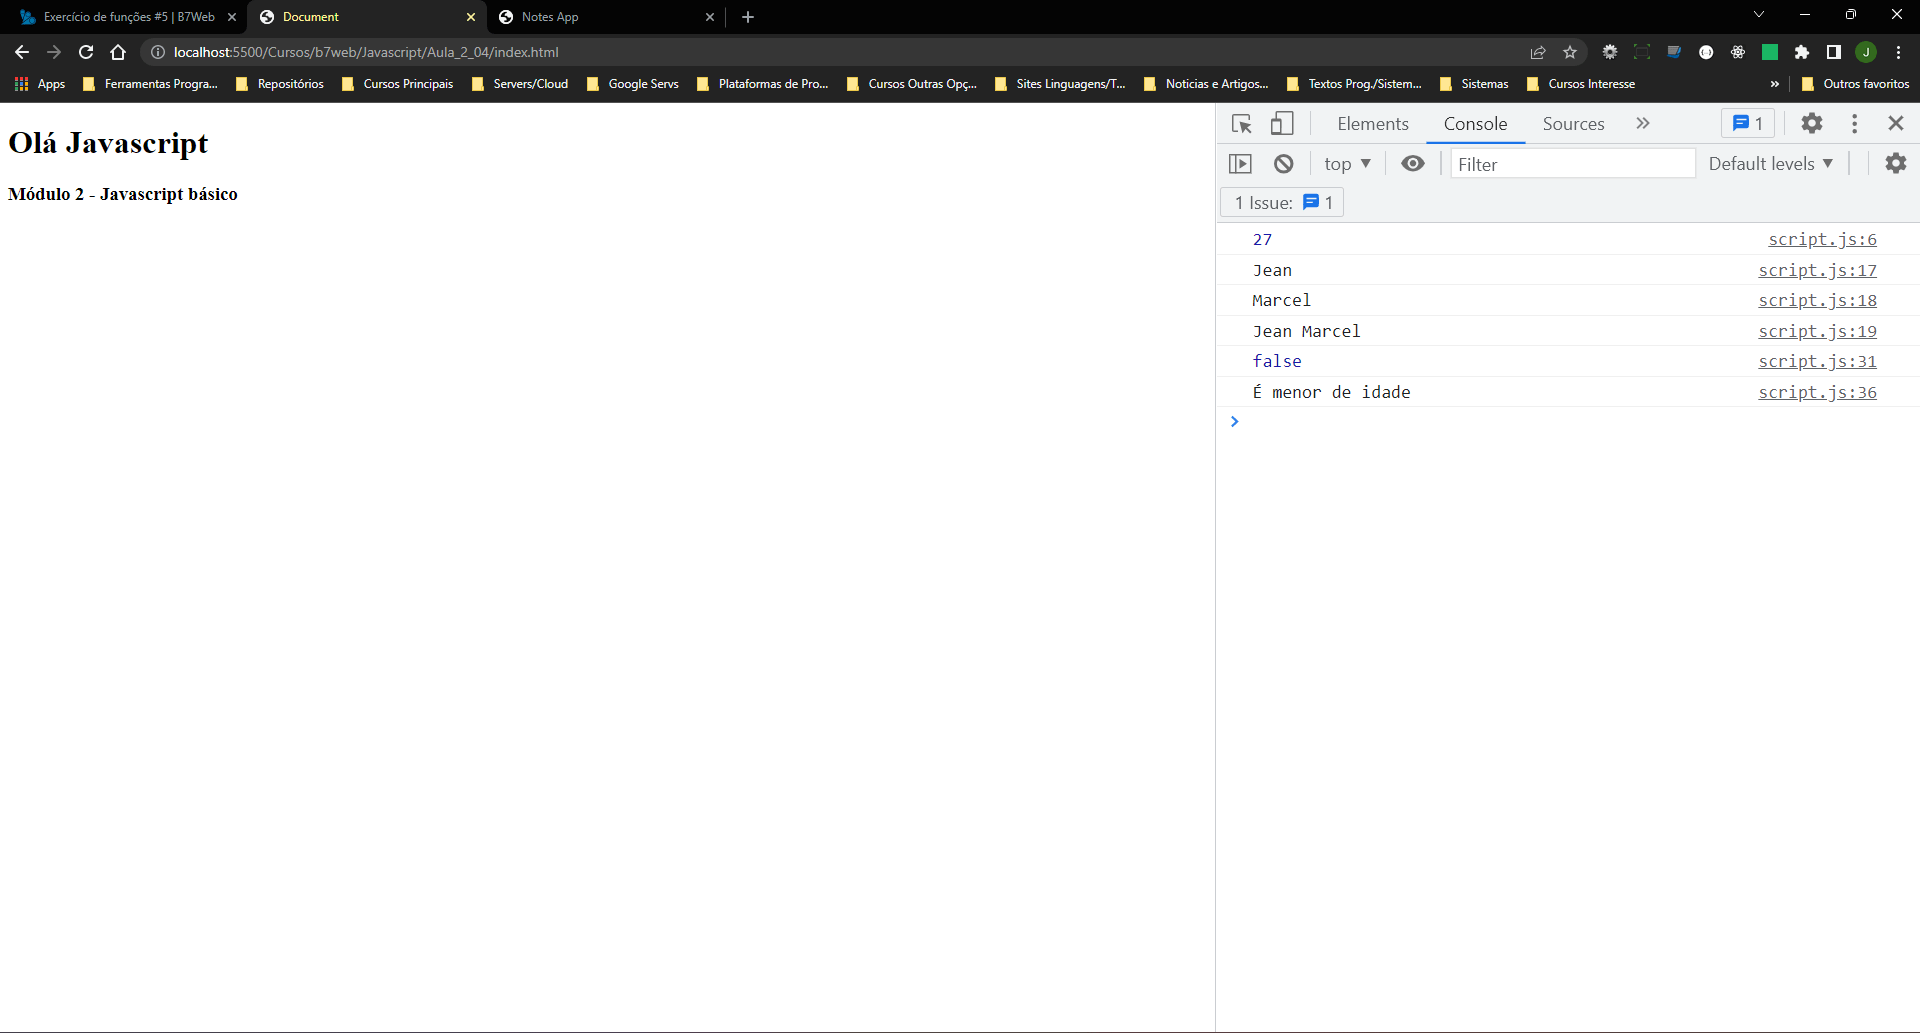 Exercício de funções #5 | B7Web
Document
Notes App
localhost:5500/Cursos/b7web/Javascript/Aula_2_04/index.html
J
Apps
Ferramentas Progra...
Repositórios
Cursos Principais
Servers/Cloud
Google Servs
Plataformas de Pro...
Cursos Outras Opç...
Sites Linguagens/T...
Noticias e Artigos...
Textos Prog./Sistem...
Sistemas
Cursos Interesse
»
Outros favoritos
Olá Javascript
Módulo 2 - Javascript básico
Elements Console Sources 1
top Filter Default levels
1 Issue: 1
27 script.js:6
Jean script.js:17
Marcel script.js:18
Jean Marcel script.js:19
false script.js:31
É menor de idade script.js:36